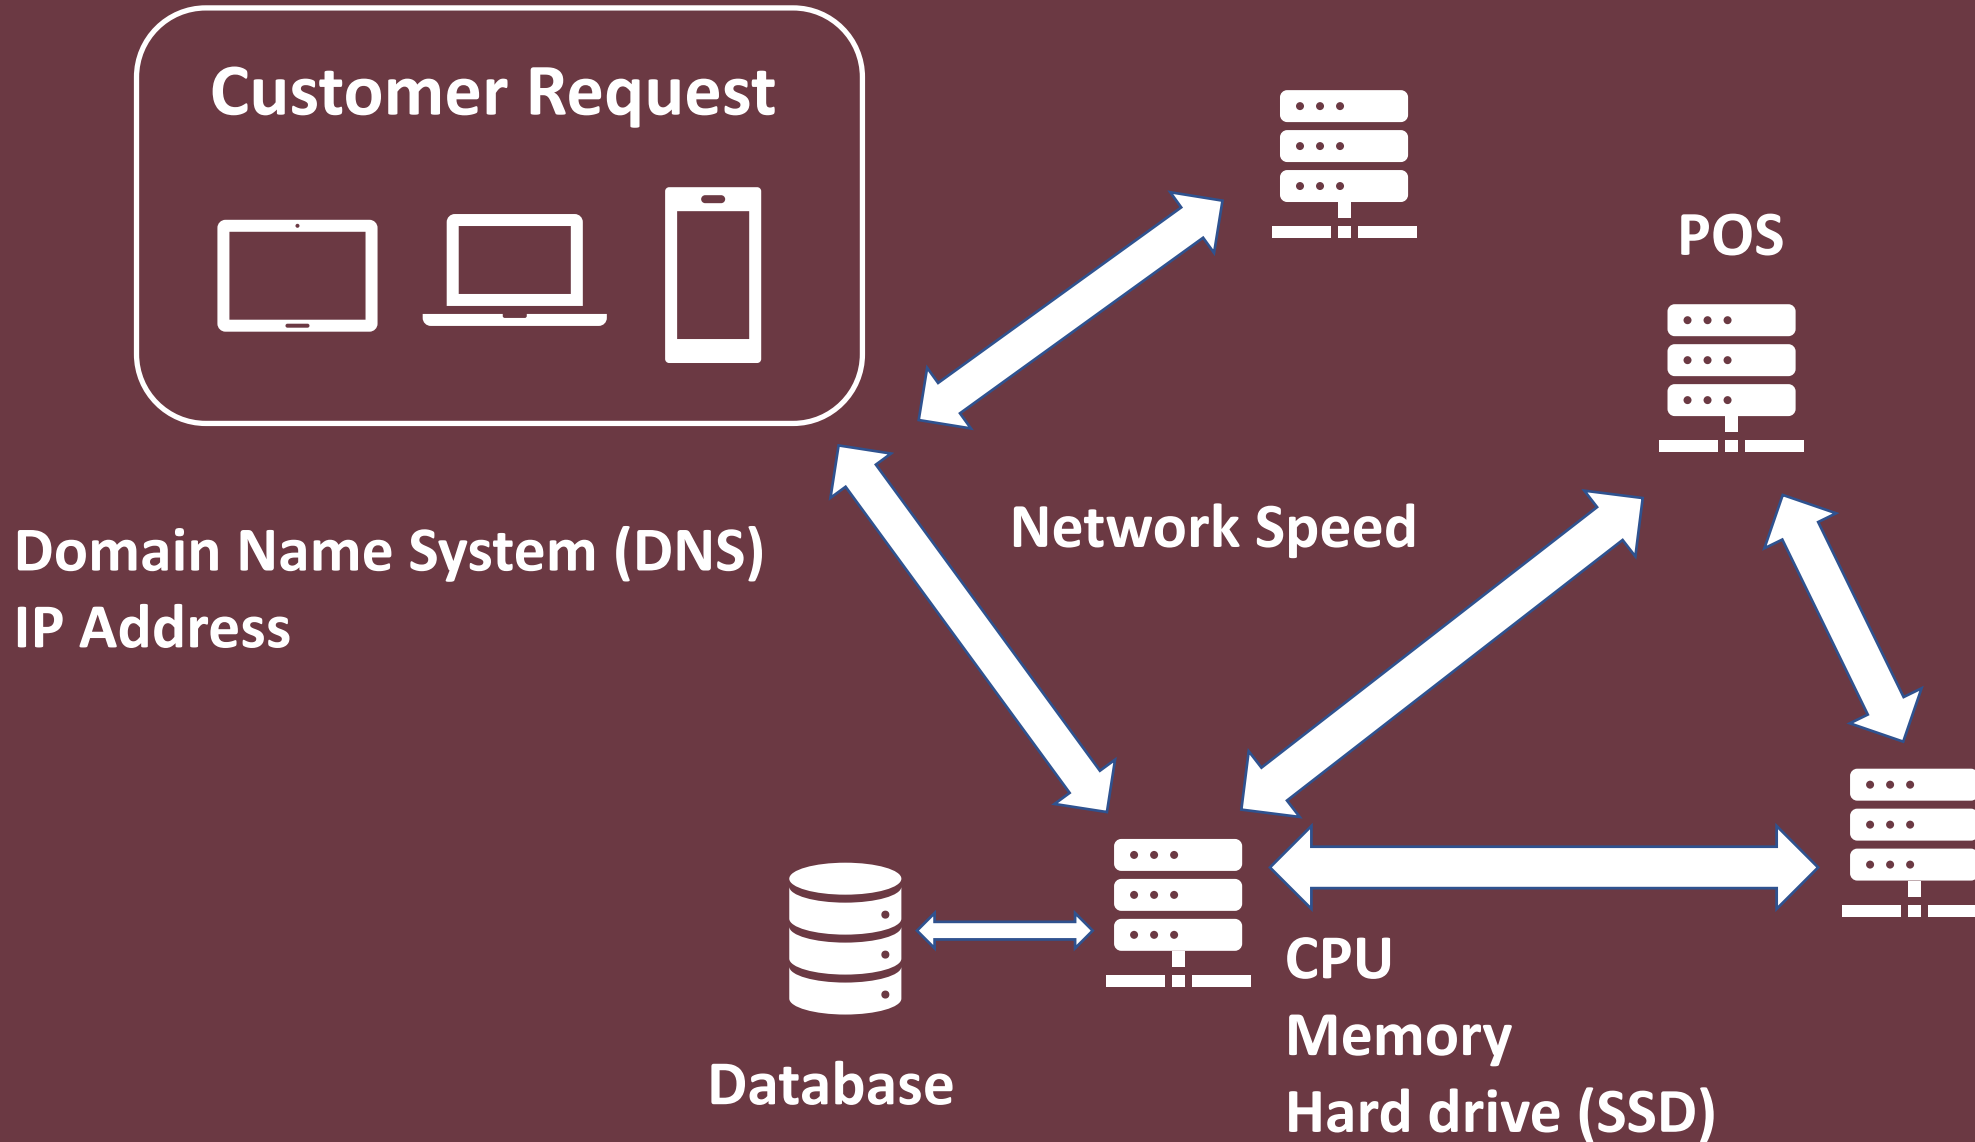 Customer Request
POS
Network Speed
Domain Name System (DNS)
IP Address
CPU
Memory
Hard drive (SSD)
Database